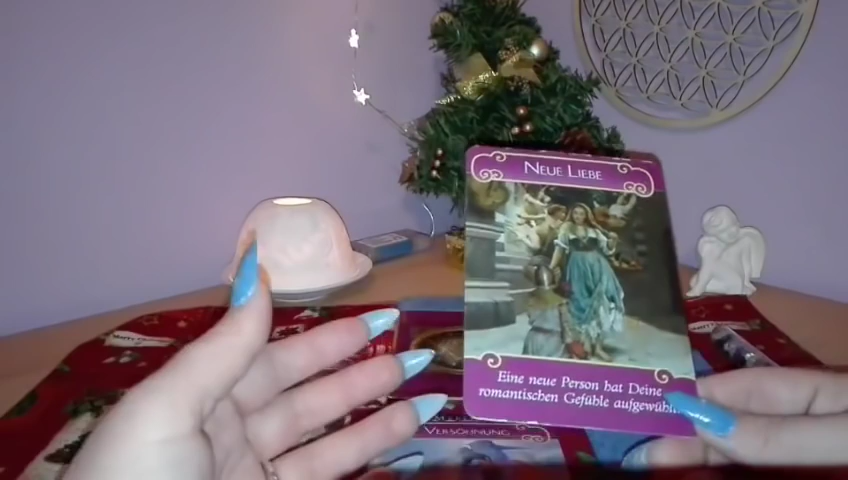 NEUE LIEBE
Eine neue Person hat Deine
romantischen Gefühle aufgewühlt.
VERSÖHNUNG